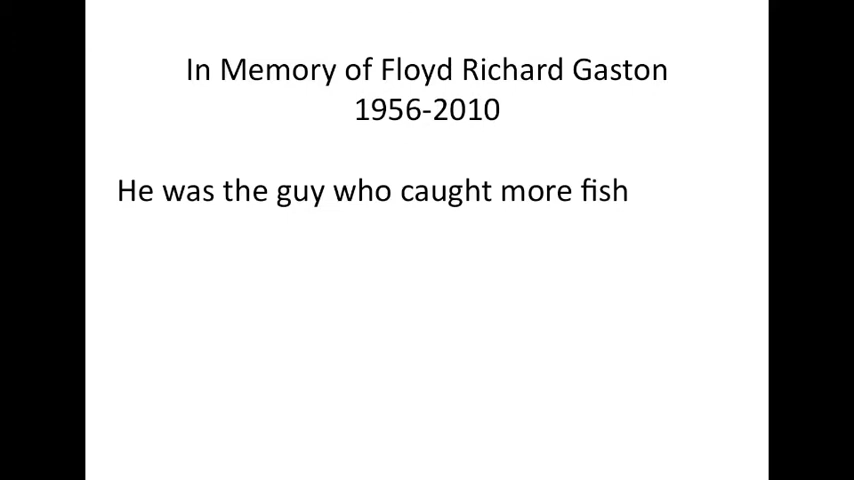 In Memory of Floyd Richard Gaston
1956-2010
He was the guy who caught more fish